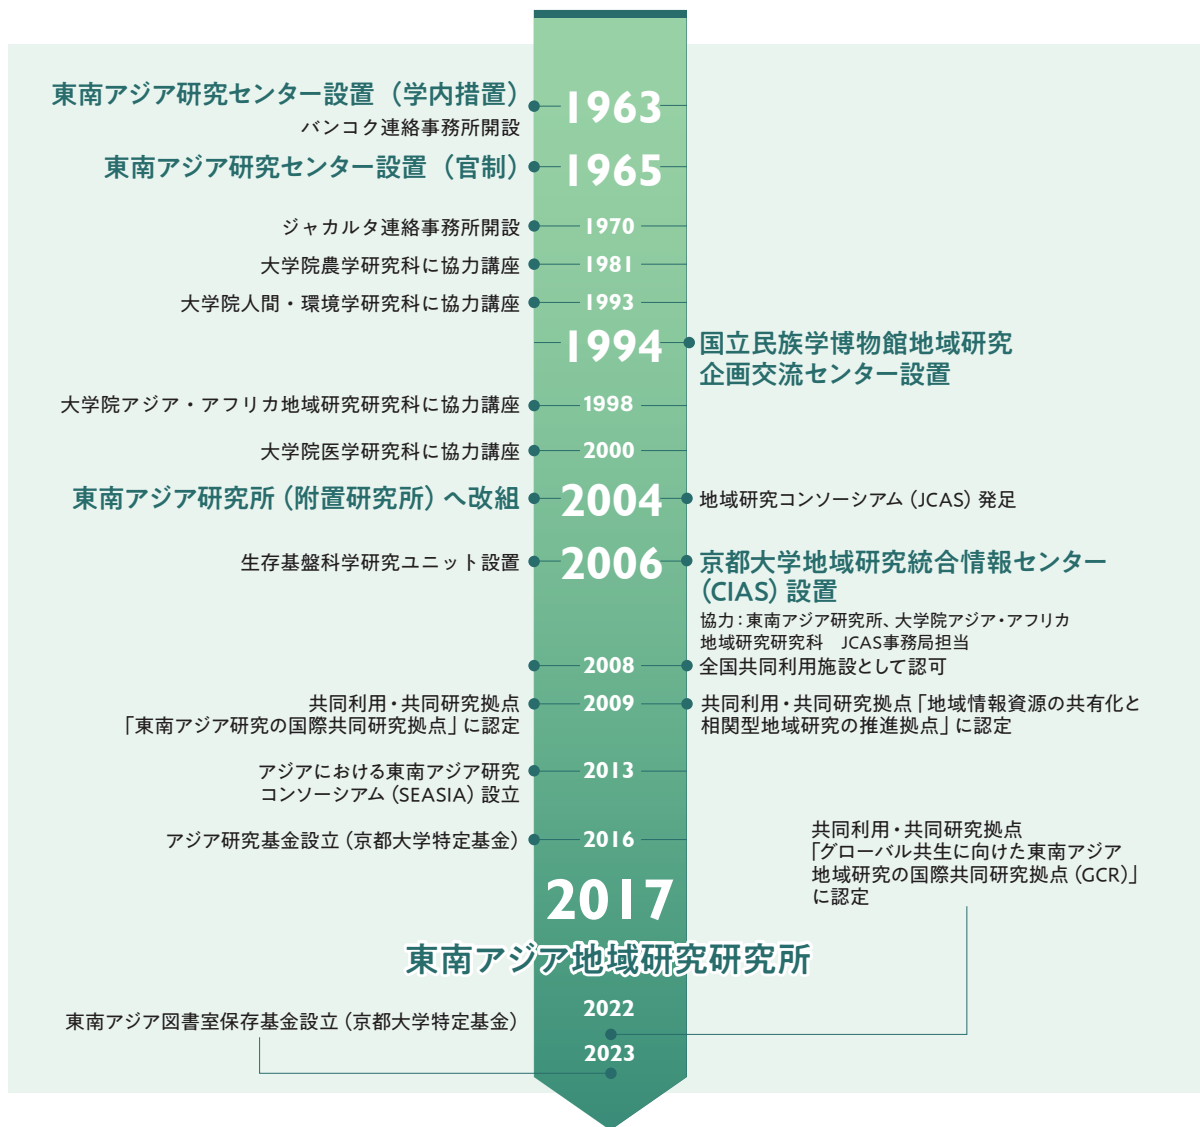 東南アジア研究センター設置（学内措置）
1963
バンコク連絡事務所開設
東南アジア研究センター設置（官制）
1965
ジャカルタ連絡事務所開設
1970
大学院農学研究科に協力講座
1981
大学院人間・環境学研究科に協力講座
1993
1994
国立民族学博物館地域研究
企画交流センター設置
大学院アジア・アフリカ地域研究研究科に協力講座
1998
大学院医学研究科に協力講座
2000
東南アジア研究所（附置研究所）へ改組
2004
地域研究コンソーシアム（JCAS）発足
生存基盤科学研究ユニット設置
2006
京都大学地域研究統合情報センター
（CIAS）設置
協力：東南アジア研究所、大学院アジア・アフリカ
地域研究研究科　JCAS事務局担当
2008
全国共同利用施設として認可
共同利用・共同研究拠点
「東南アジア研究の国際共同研究拠点」に認定
2009
共同利用・共同研究拠点「地域情報資源の共有化と
相関型地域研究の推進拠点」に認定
アジアにおける東南アジア研究
コンソーシアム（SEASIA）設立
2013
アジア研究基金設立（京都大学特定基金）
2016
共同利用・共同研究拠点
「グローバル共生に向けた東南アジア
地域研究の国際共同研究拠点（GCR）」
に認定
2017
東南アジア地域研究研究所
2022
東南アジア図書室保存基金設立（京都大学特定基金）
2023